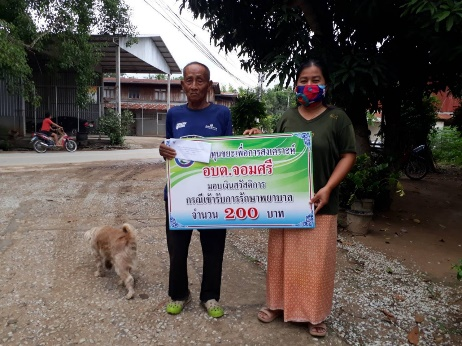 ทุนขยะเพื่อการสงเคราะห์
อบต.จอมศรี
มอบเงินสวัสดิการ
กรณีเข้ารับการรักษาพยาบาล
จำนวน 200 บาท